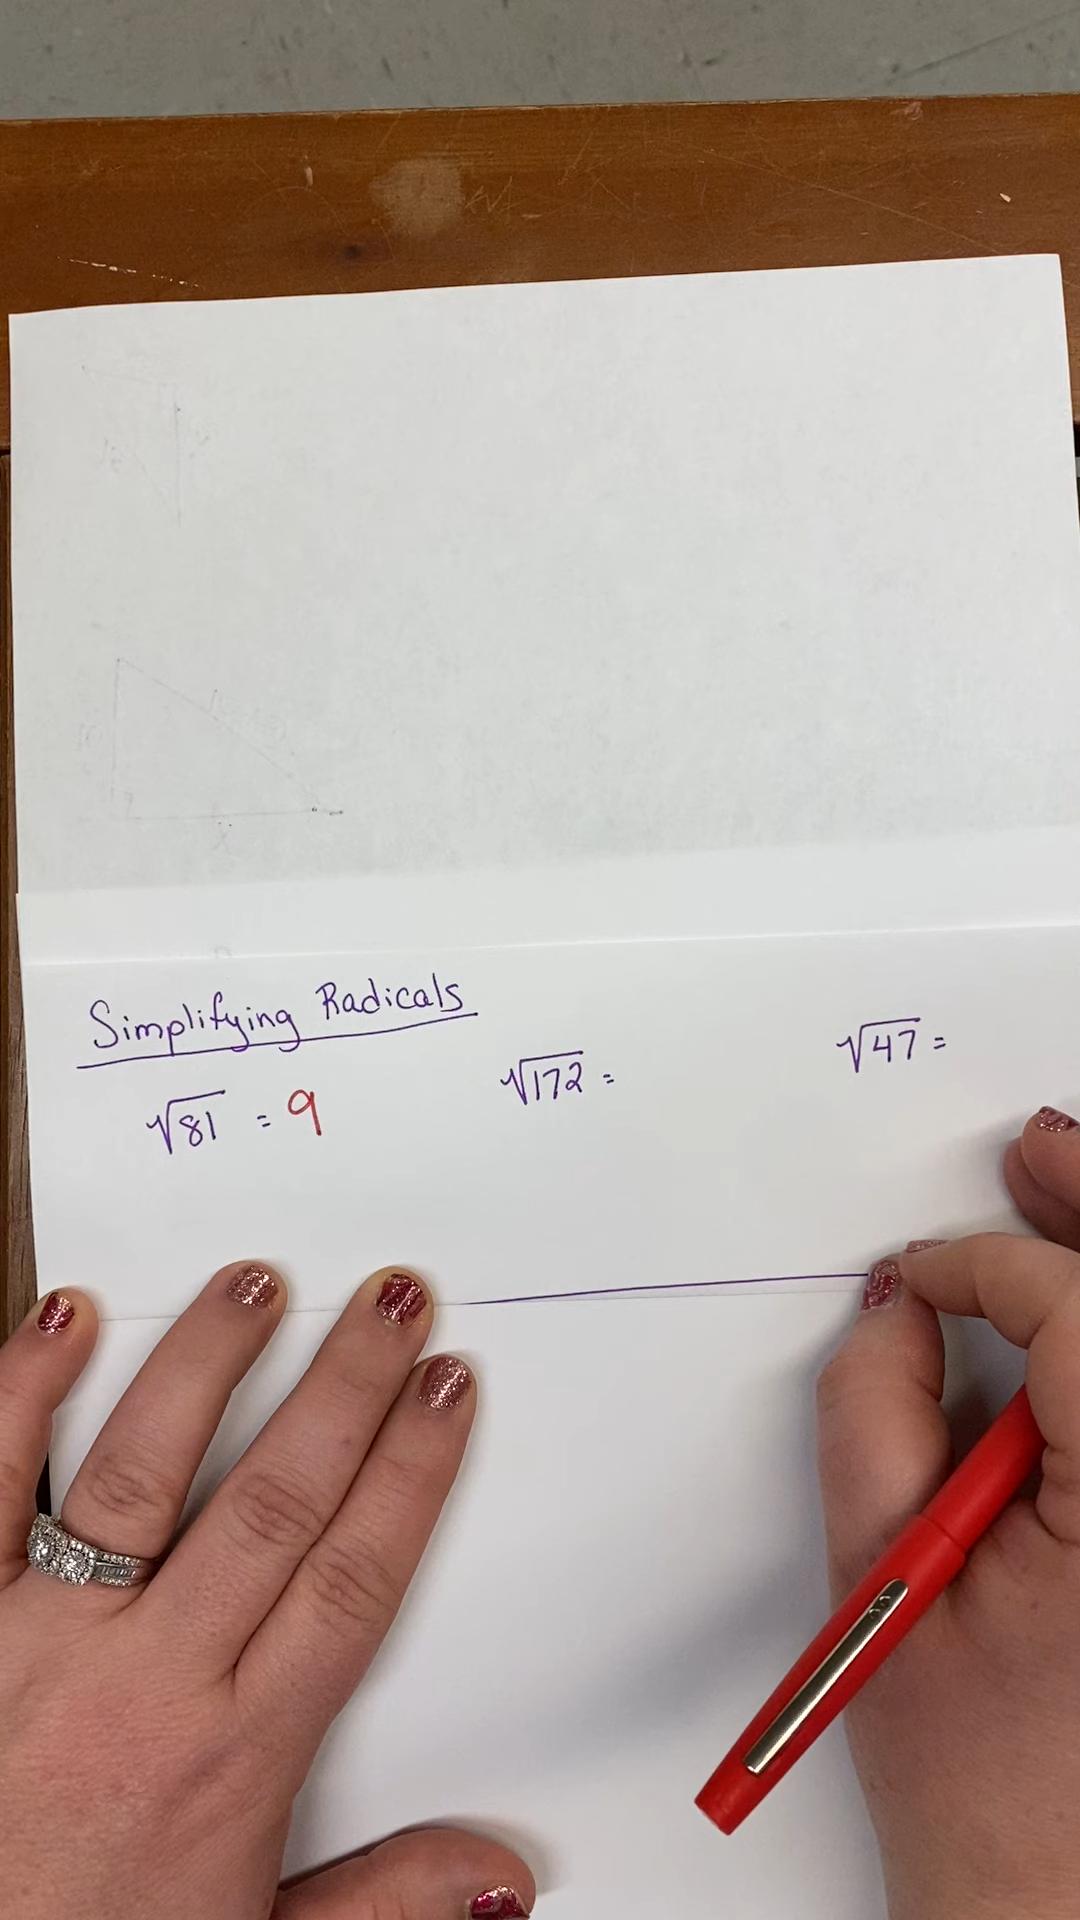 Simplifying Radicals
√81 = 9
√172 =
√47 =